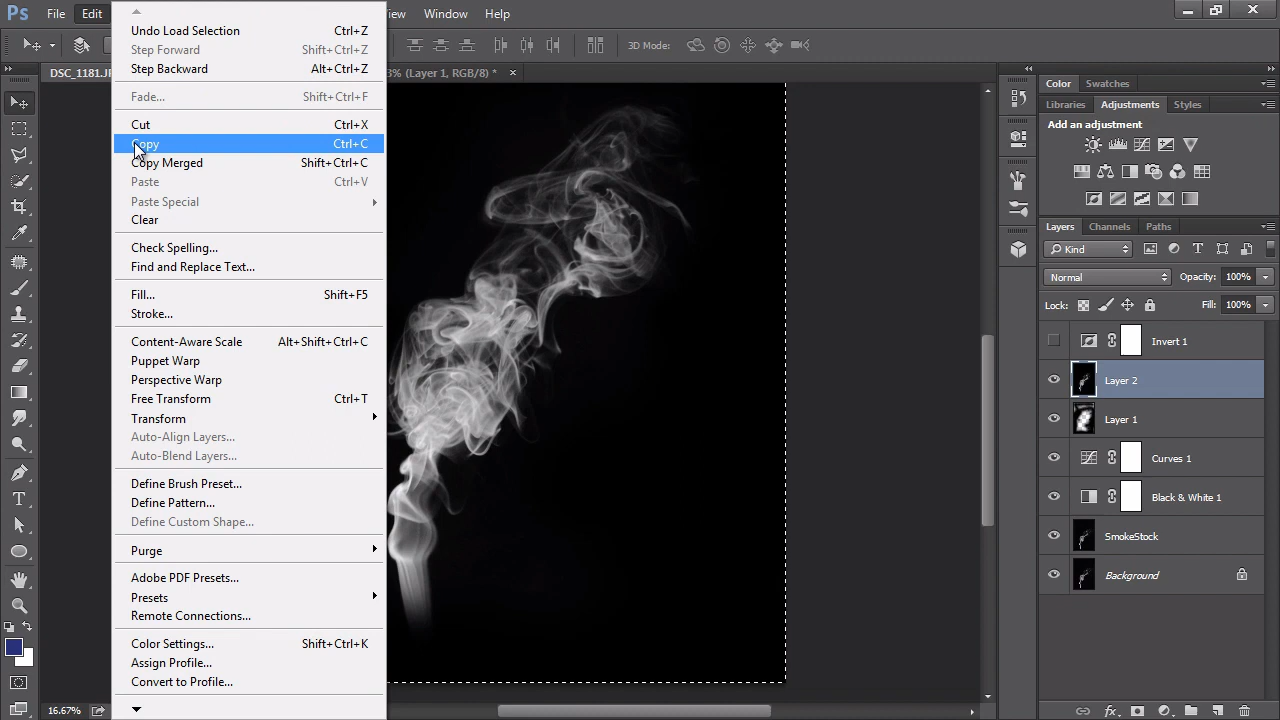 Ps File Edit iew Window Help
3D Mode:
DSC_1181.JP 3% (Layer 1, RGB/8) *
Undo Load Selection Ctrl+Z
Step Forward Shift+Ctrl+Z
Step Backward Alt+Ctrl+Z
Fade... Shift+Ctrl+F
Cut Ctrl+X
Copy Ctrl+C
Copy Merged Shift+Ctrl+C
Paste Ctrl+V
Paste Special
Clear
Check Spelling...
Find and Replace Text...
Fill... Shift+F5
Stroke...
Content-Aware Scale Alt+Shift+Ctrl+C
Puppet Warp
Perspective Warp
Free Transform Ctrl+T
Transform
Auto-Align Layers...
Auto-Blend Layers...
Define Brush Preset...
Define Pattern...
Define Custom Shape...
Purge
Adobe PDF Presets...
Presets
Remote Connections...
Color Settings... Shift+Ctrl+K
Assign Profile...
Convert to Profile...
16.67%
Color Swatches
Libraries Adjustments Styles
Add an adjustment
Layers Channels Paths
Kind
Normal Opacity: 100%
Lock: Fill: 100%
Invert 1
Layer 2
Layer 1
Curves 1
Black & White 1
SmokeStock
Background